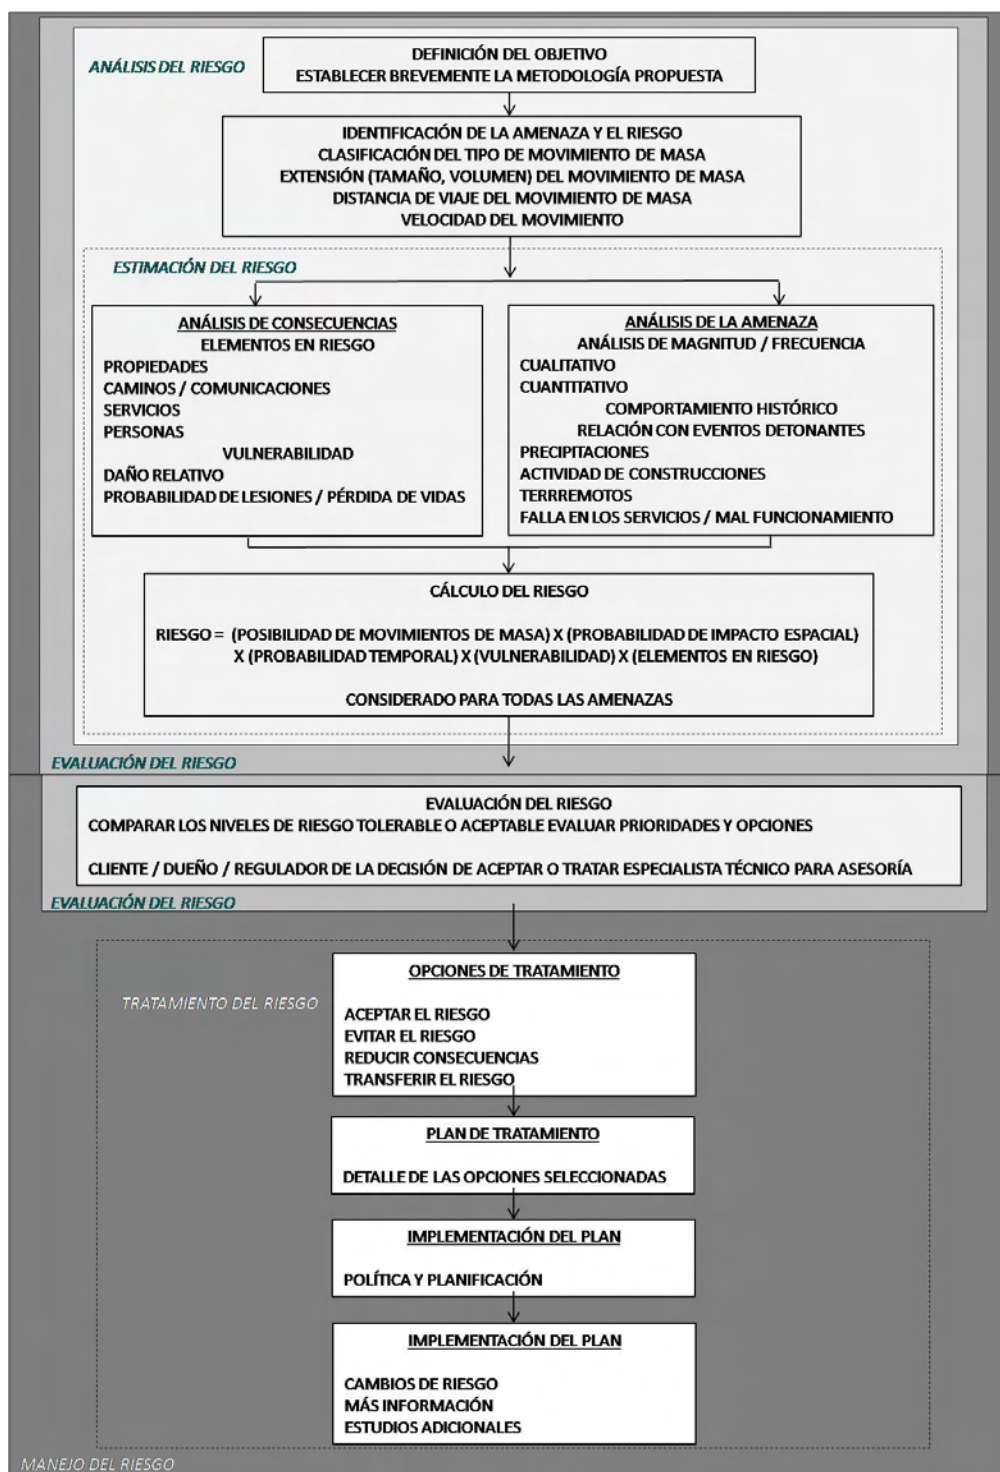 ANÁLISIS DEL RIESGO
DEFINICIÓN DEL OBJETIVO
ESTABLECER BREVEMENTE LA METODOLOGÍA PROPUESTA
IDENTIFICACIÓN DE LA AMENAZA Y EL RIESGO
CLASIFICACIÓN DEL TIPO DE MOVIMIENTO DE MASA
EXTENSIÓN (TAMAÑO, VOLUMEN) DEL MOVIMIENTO DE MASA
DISTANCIA DE VIAJE DEL MOVIMIENTO DE MASA
VELOCIDAD DEL MOVIMIENTO
ESTIMACIÓN DEL RIESGO
ANÁLISIS DE CONSECUENCIAS
ELEMENTOS EN RIESGO
PROPIEDADES
CAMINOS / COMUNICACIONES
SERVICIOS
PERSONAS
VULNERABILIDAD
DAÑO RELATIVO
PROBABILIDAD DE LESIONES / PÉRDIDA DE VIDAS
ANÁLISIS DE LA AMENAZA
ANÁLISIS DE MAGNITUD / FRECUENCIA
CUALITATIVO
CUANTITATIVO
COMPORTAMIENTO HISTÓRICO
RELACIÓN CON EVENTOS DETONANTES
PRECIPITACIONES
ACTIVIDAD DE CONSTRUCCIONES
TERRREMOTOS
FALLA EN LOS SERVICIOS / MAL FUNCIONAMIENTO
CÁLCULO DEL RIESGO
RIESGO = (POSIBILIDAD DE MOVIMIENTOS DE MASA) X (PROBABILIDAD DE IMPACTO ESPACIAL)
X (PROBABILIDAD TEMPORAL) X (VULNERABILIDAD) X (ELEMENTOS EN RIESGO)
CONSIDERADO PARA TODAS LAS AMENAZAS
EVALUACIÓN DEL RIESGO
EVALUACIÓN DEL RIESGO
COMPARAR LOS NIVELES DE RIESGO TOLERABLE O ACEPTABLE EVALUAR PRIORIDADES Y OPCIONES
CLIENTE / DUEÑO / REGULADOR DE LA DECISIÓN DE ACEPTAR O TRATAR ESPECIALISTA TÉCNICO PARA ASESORÍA
EVALUACIÓN DEL RIESGO
TRATAMIENTO DEL RIESGO
OPCIONES DE TRATAMIENTO
ACEPTAR EL RIESGO
EVITAR EL RIESGO
REDUCIR CONSECUENCIAS
TRANSFERIR EL RIESGO
PLAN DE TRATAMIENTO
DETALLE DE LAS OPCIONES SELECCIONADAS
IMPLEMENTACIÓN DEL PLAN
POLÍTICA Y PLANIFICACIÓN
IMPLEMENTACIÓN DEL PLAN
CAMBIOS DE RIESGO
MÁS INFORMACIÓN
ESTUDIOS ADICIONALES
MANEJO DEL RIESGO